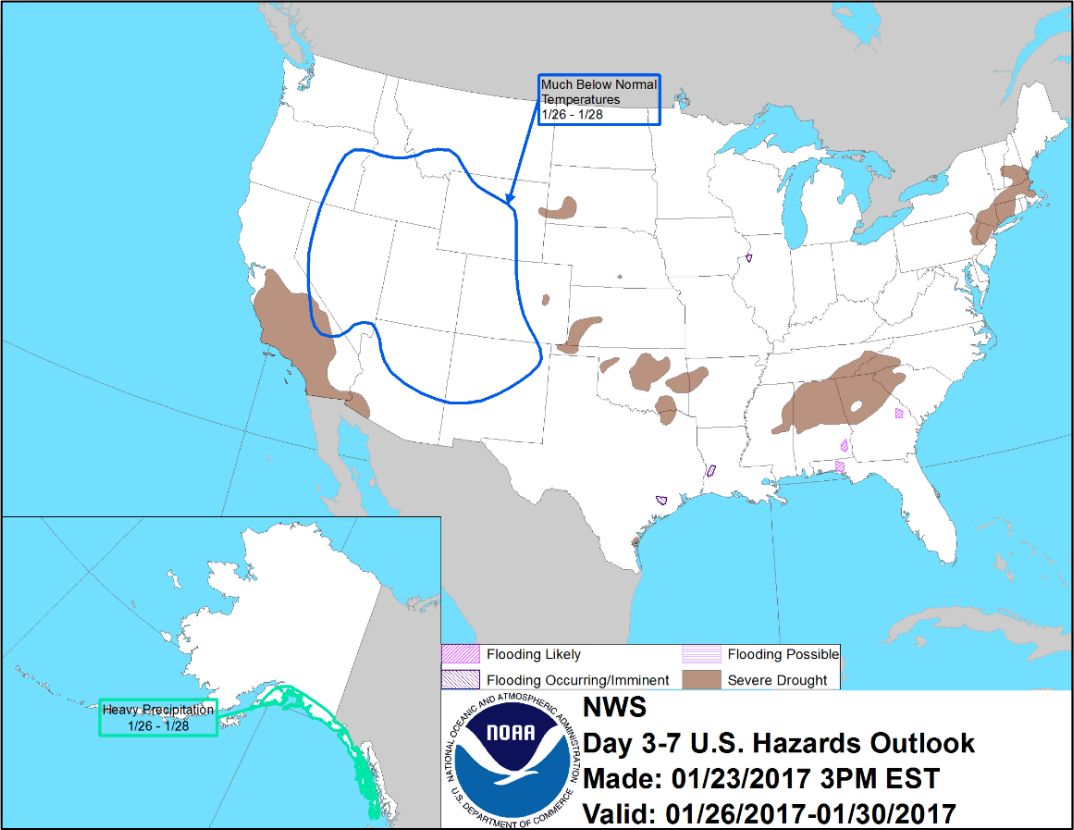 Much Below Normal
Temperatures
1/26 - 1/28
Heavy Precipitation
1/26 - 1/28
Flooding Likely
Flooding Possible
Flooding Occurring/Imminent
Severe Drought
NATIONAL OCEANIC AND ATMOSPHERIC ADMINISTRATION
NOAA
U.S. DEPARTMENT OF COMMERCE
NWS
Day 3-7 U.S. Hazards Outlook
Made: 01/23/2017 3PM EST
Valid: 01/26/2017-01/30/2017